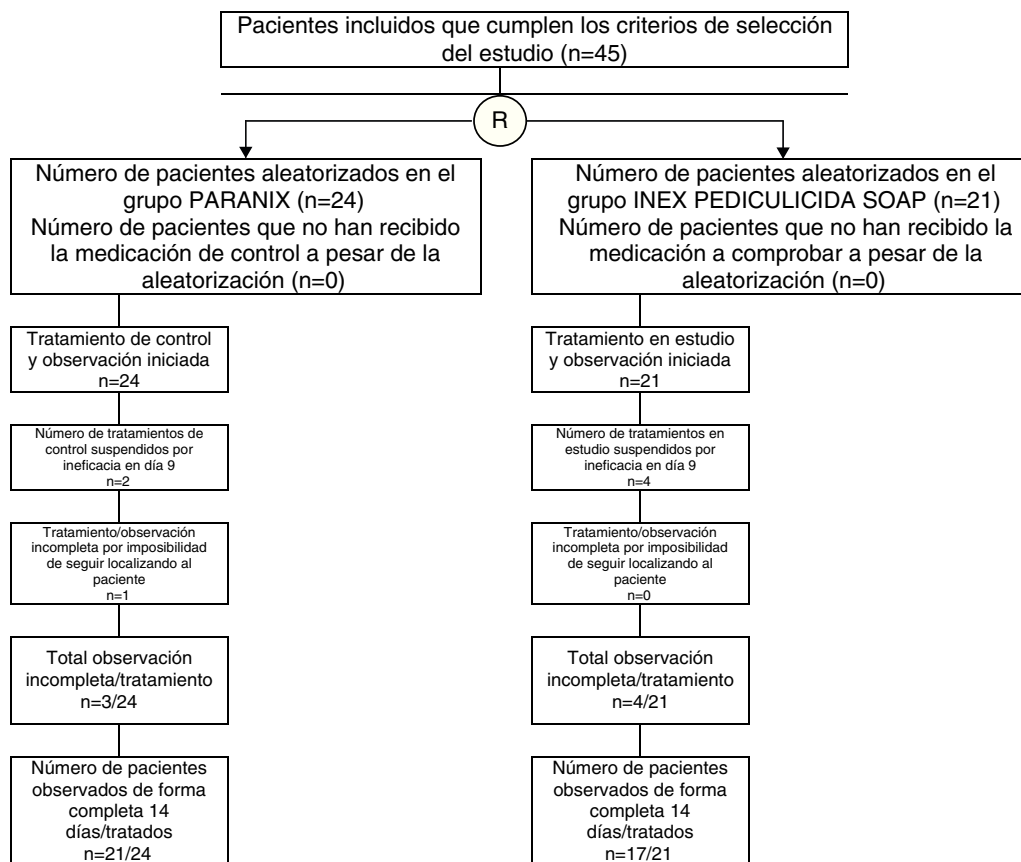 Pacientes incluidos que cumplen los criterios de selección
del estudio (n=45)
R
Número de pacientes aleatorizados en el
grupo PARANIX (n=24)
Número de pacientes que no han recibido
la medicación de control a pesar de la
aleatorización (n=0)
Número de pacientes aleatorizados en el
grupo INEX PEDICULICIDA SOAP (n=21)
Número de pacientes que no han recibido la
medicación a comprobar a pesar de la
aleatorización (n=0)
Tratamiento de control
y observación iniciada
n=24
Tratamiento en estudio
y observación iniciada
n=21
Número de tratamientos de
control suspendidos por
ineficacia en día 9
n=2
Número de tratamientos en
estudio suspendidos por
ineficacia en día 9
n=4
Tratamiento/observación
incompleta por imposibilidad
de seguir localizando al
paciente
n=1
Tratamiento/observación
incompleta por imposibilidad
de seguir localizando al
paciente
n=0
Total observación
incompleta/tratamiento
n=3/24
Total observación
incompleta/tratamiento
n=4/21
Número de pacientes
observados de forma
completa 14
días/tratados
n=21/24
Número de pacientes
observados de forma
completa 14
días/tratados
n=17/21